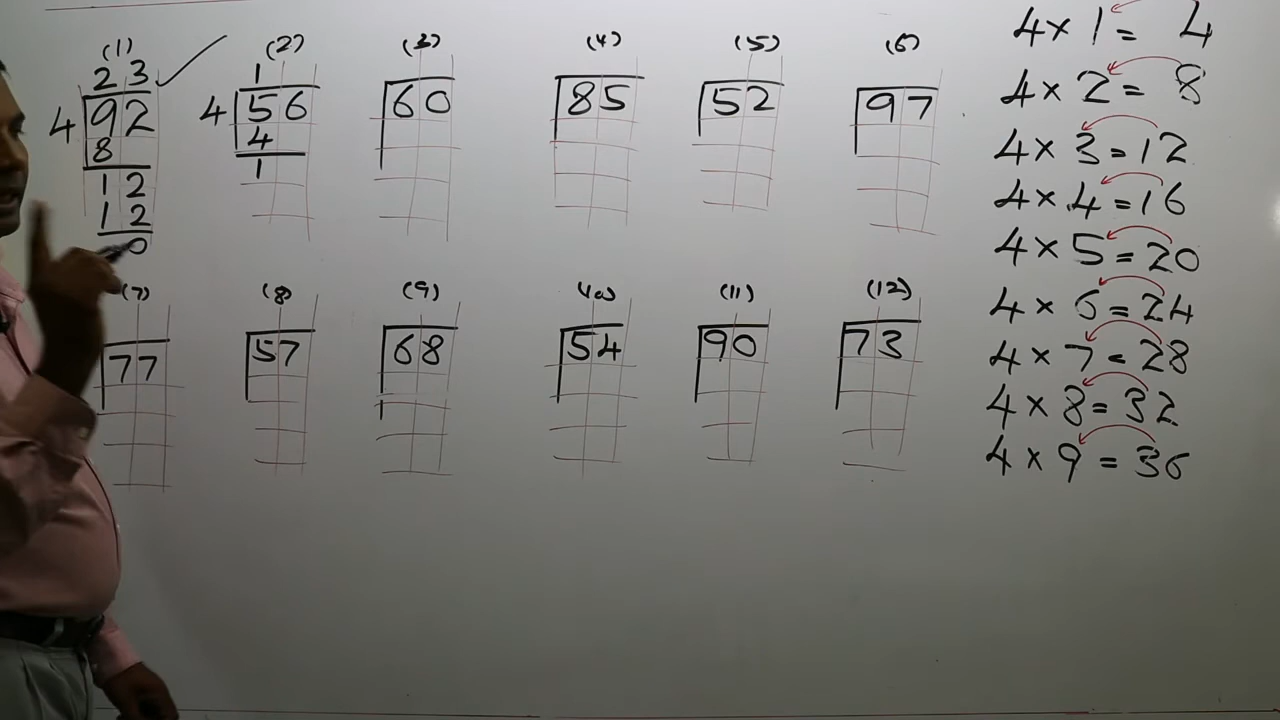 (1) (2) (3) (4) (5) (6)
23 1
4 92 4 56 60 85 52 97
8 4
12 1
12
0
(7) (8) (9) (10) (11) (12)
77 57 68 54 90 73
4 × 1 = 4
4 × 2 = 8
4 × 3 = 12
4 × 4 = 16
4 × 5 = 20
4 × 6 = 24
4 × 7 = 28
4 × 8 = 32
4 × 9 = 36